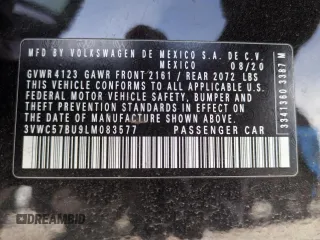 MFD. BY VOLKSWAGEN DE MEXICO S.A. DE C.V.
MEXICO 08/20
GVWR 4123 GAWR FRONT 2161 / REAR 2072 LBS
THIS VEHICLE CONFORMS TO ALL APPLICABLE
FEDERAL MOTOR VEHICLE SAFETY, BUMPER AND
THEFT PREVENTION STANDARDS IN EFFECT ON
THE DATE OF MANUFACTURE SHOWN ABOVE.
3VWC57BU9LM083577 PASSENGER CAR
3341360 3387 M
DREAMBID